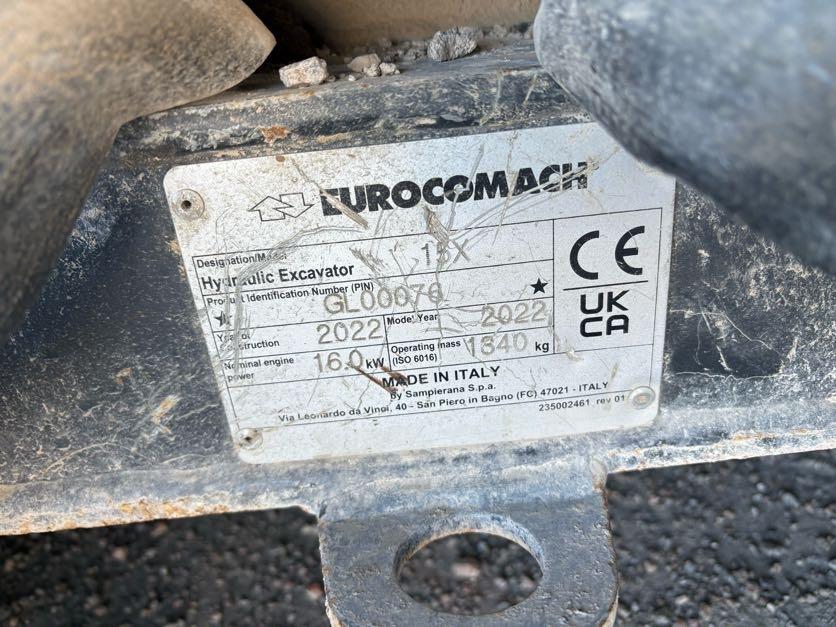 EUROCOMACH
Designation/Model
Hydraulic Excavator
Product Identification Number (PIN)
★ GL00076 ★
Year of construction 2022 Model Year 2022
Nominal engine power 16.0 kW Operating mass (ISO 6016) 1340 kg
MADE IN ITALY
by Sampierana S.p.a.
Via Leonardo da Vinci, 40 - San Piero in Bagno (FC) 47021 - ITALY
235002461 rev 01
CE
UK
CA